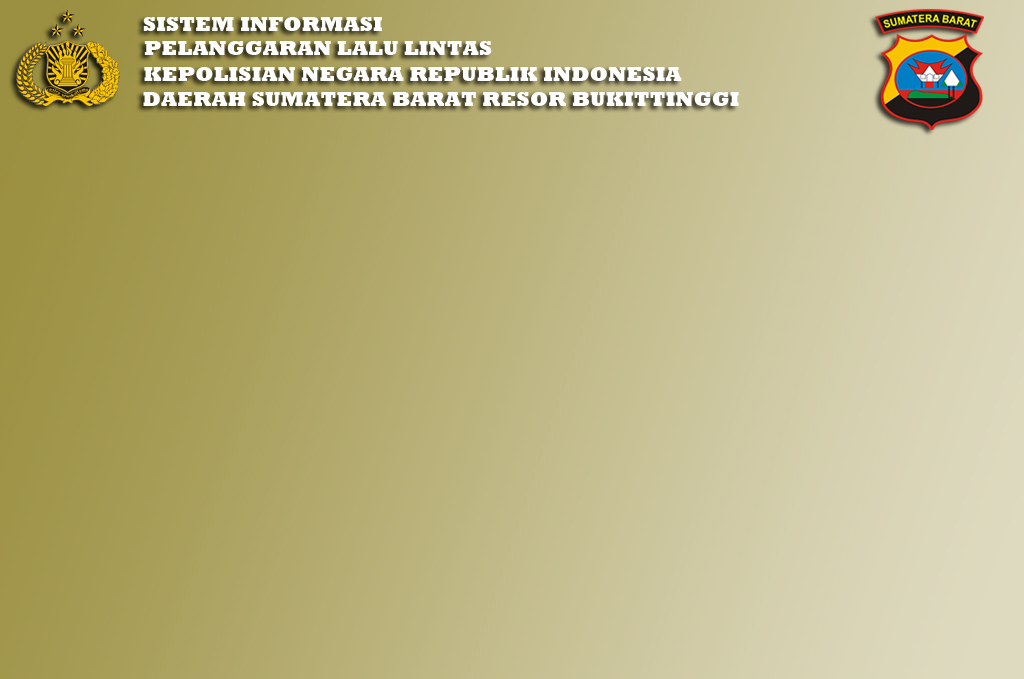 SISTEM INFORMASI
PELANGGARAN LALU LINTAS
KEPOLISIAN NEGARA REPUBLIK INDONESIA
DAERAH SUMATERA BARAT RESOR BUKITTINGGI
SUMATERA BARAT